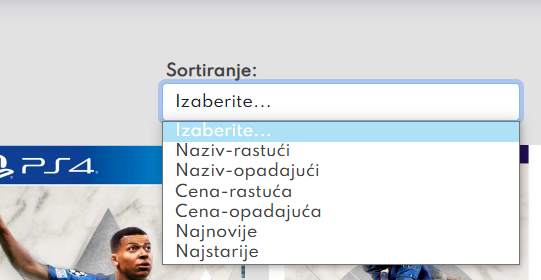 Sortiranje:
Izaberite...
Izaberite...
Naziv-rastući
Naziv-opadajući
Cena-rastuća
Cena-opadajuća
Najnovije
Najstarije
PS4